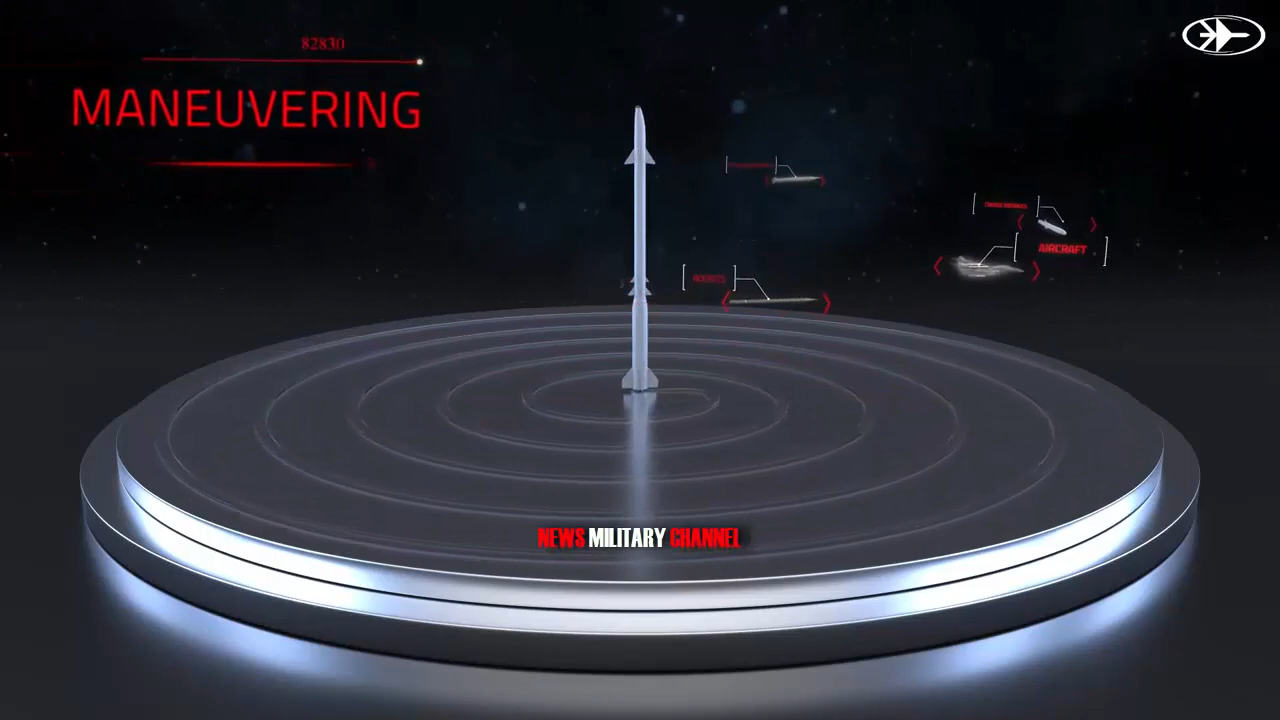 82830
MANEUVERING
AIRCRAFT
ROCKETS
NEWS MILITARY CHANNEL